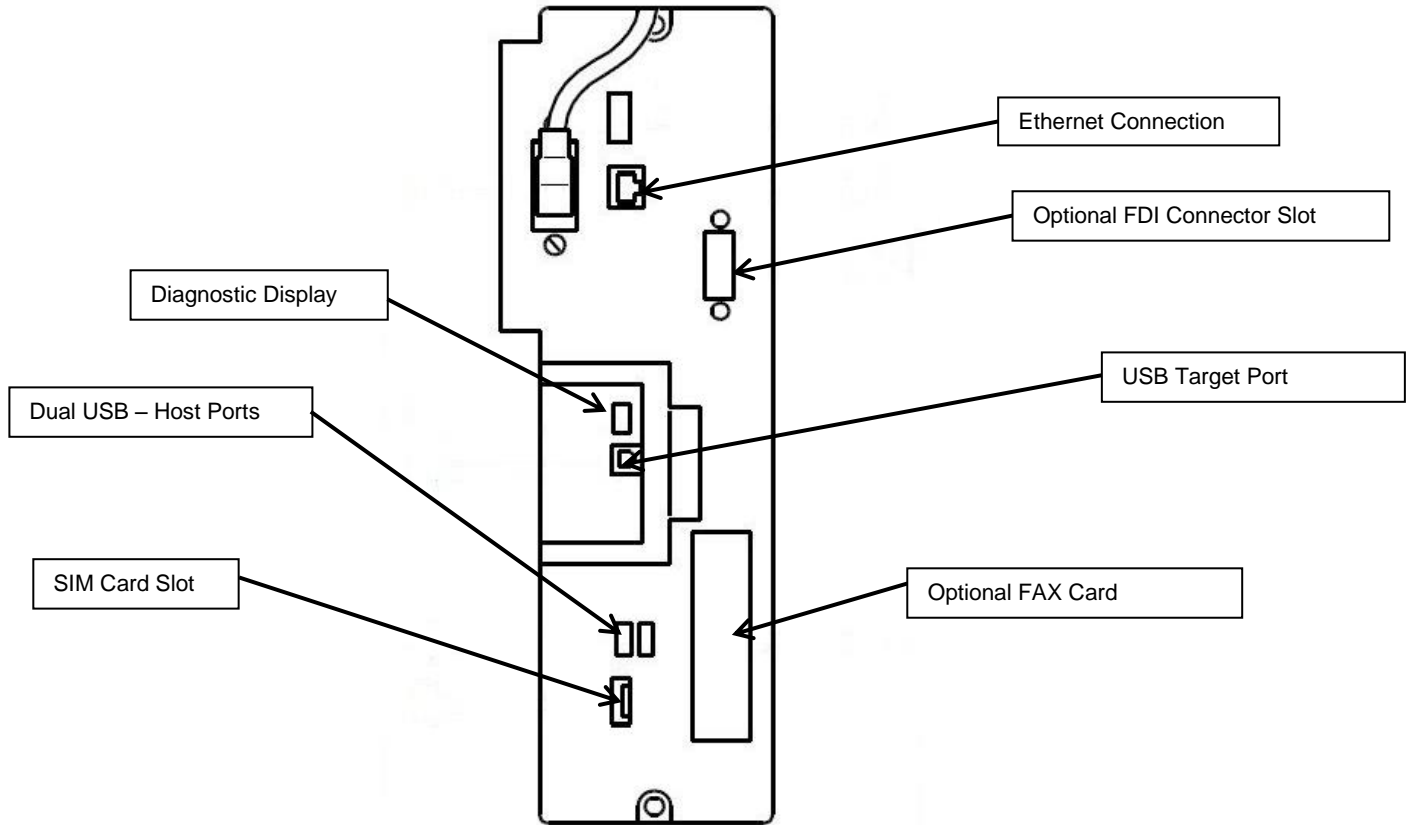 Ethernet Connection
Optional FDI Connector Slot
Diagnostic Display
USB Target Port
Dual USB – Host Ports
SIM Card Slot
Optional FAX Card